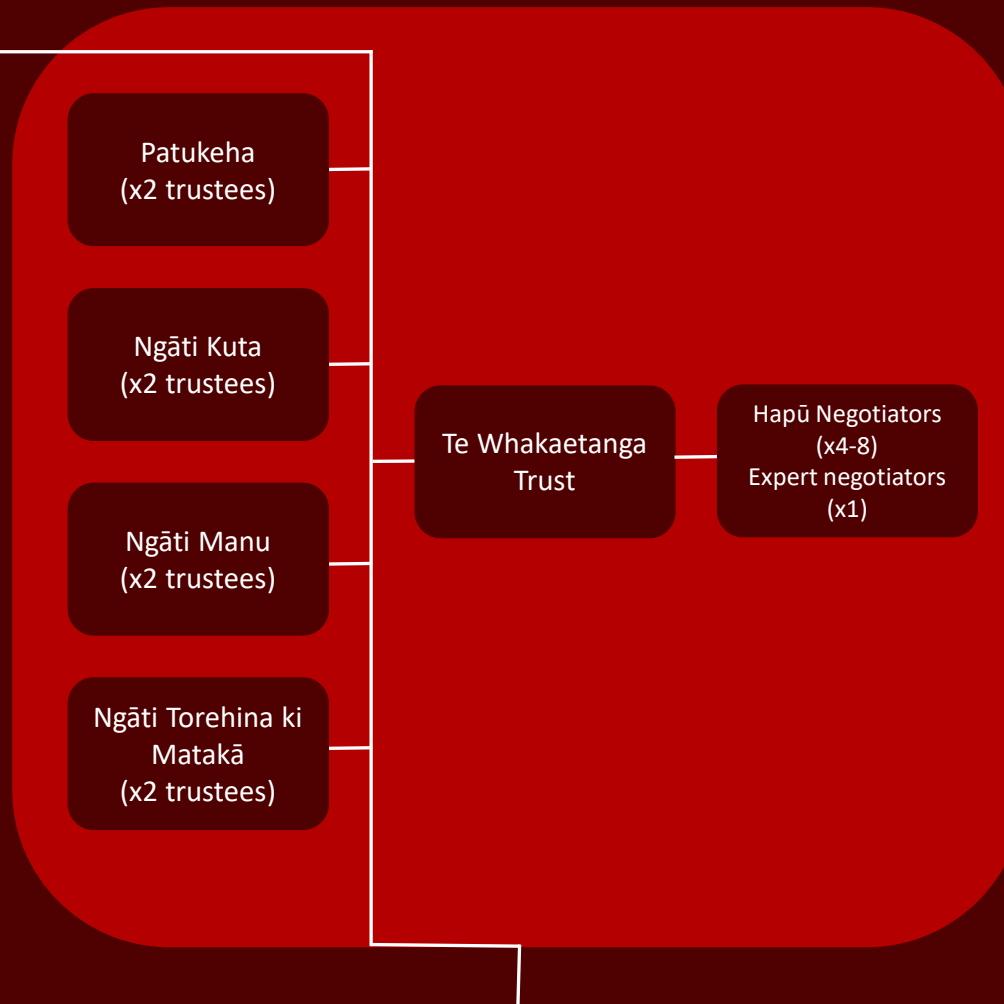 Patukeha
(x2 trustees)
Ngāti Kuta
(x2 trustees)
Ngāti Manu
(x2 trustees)
Ngāti Torehina ki
Matakā
(x2 trustees)
Te Whakaetanga
Trust
Hapū Negotiators
(x4-8)
Expert negotiators
(x1)